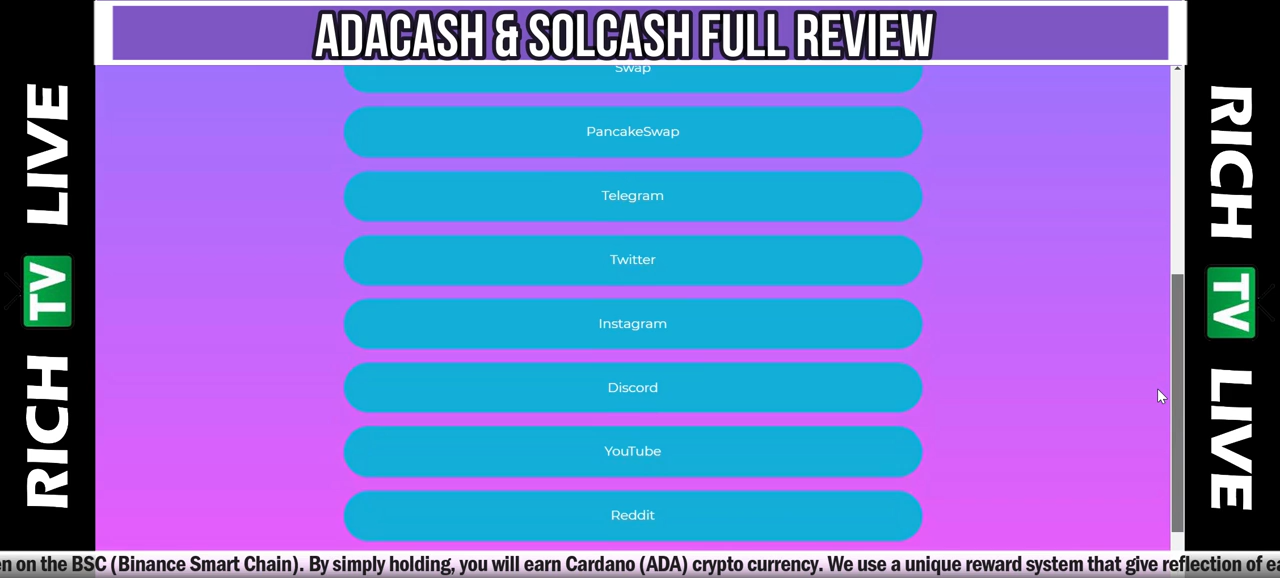 ADACASH & SOLCASH FULL REVIEW
RICH TV LIVE
Swap
PancakeSwap
Telegram
Twitter
Instagram
Discord
YouTube
Reddit
RICH TV LIVE
on the BSC (Binance Smart Chain). By simply holding, you will earn Cardano (ADA) crypto currency. We use a unique reward system that give reflection of